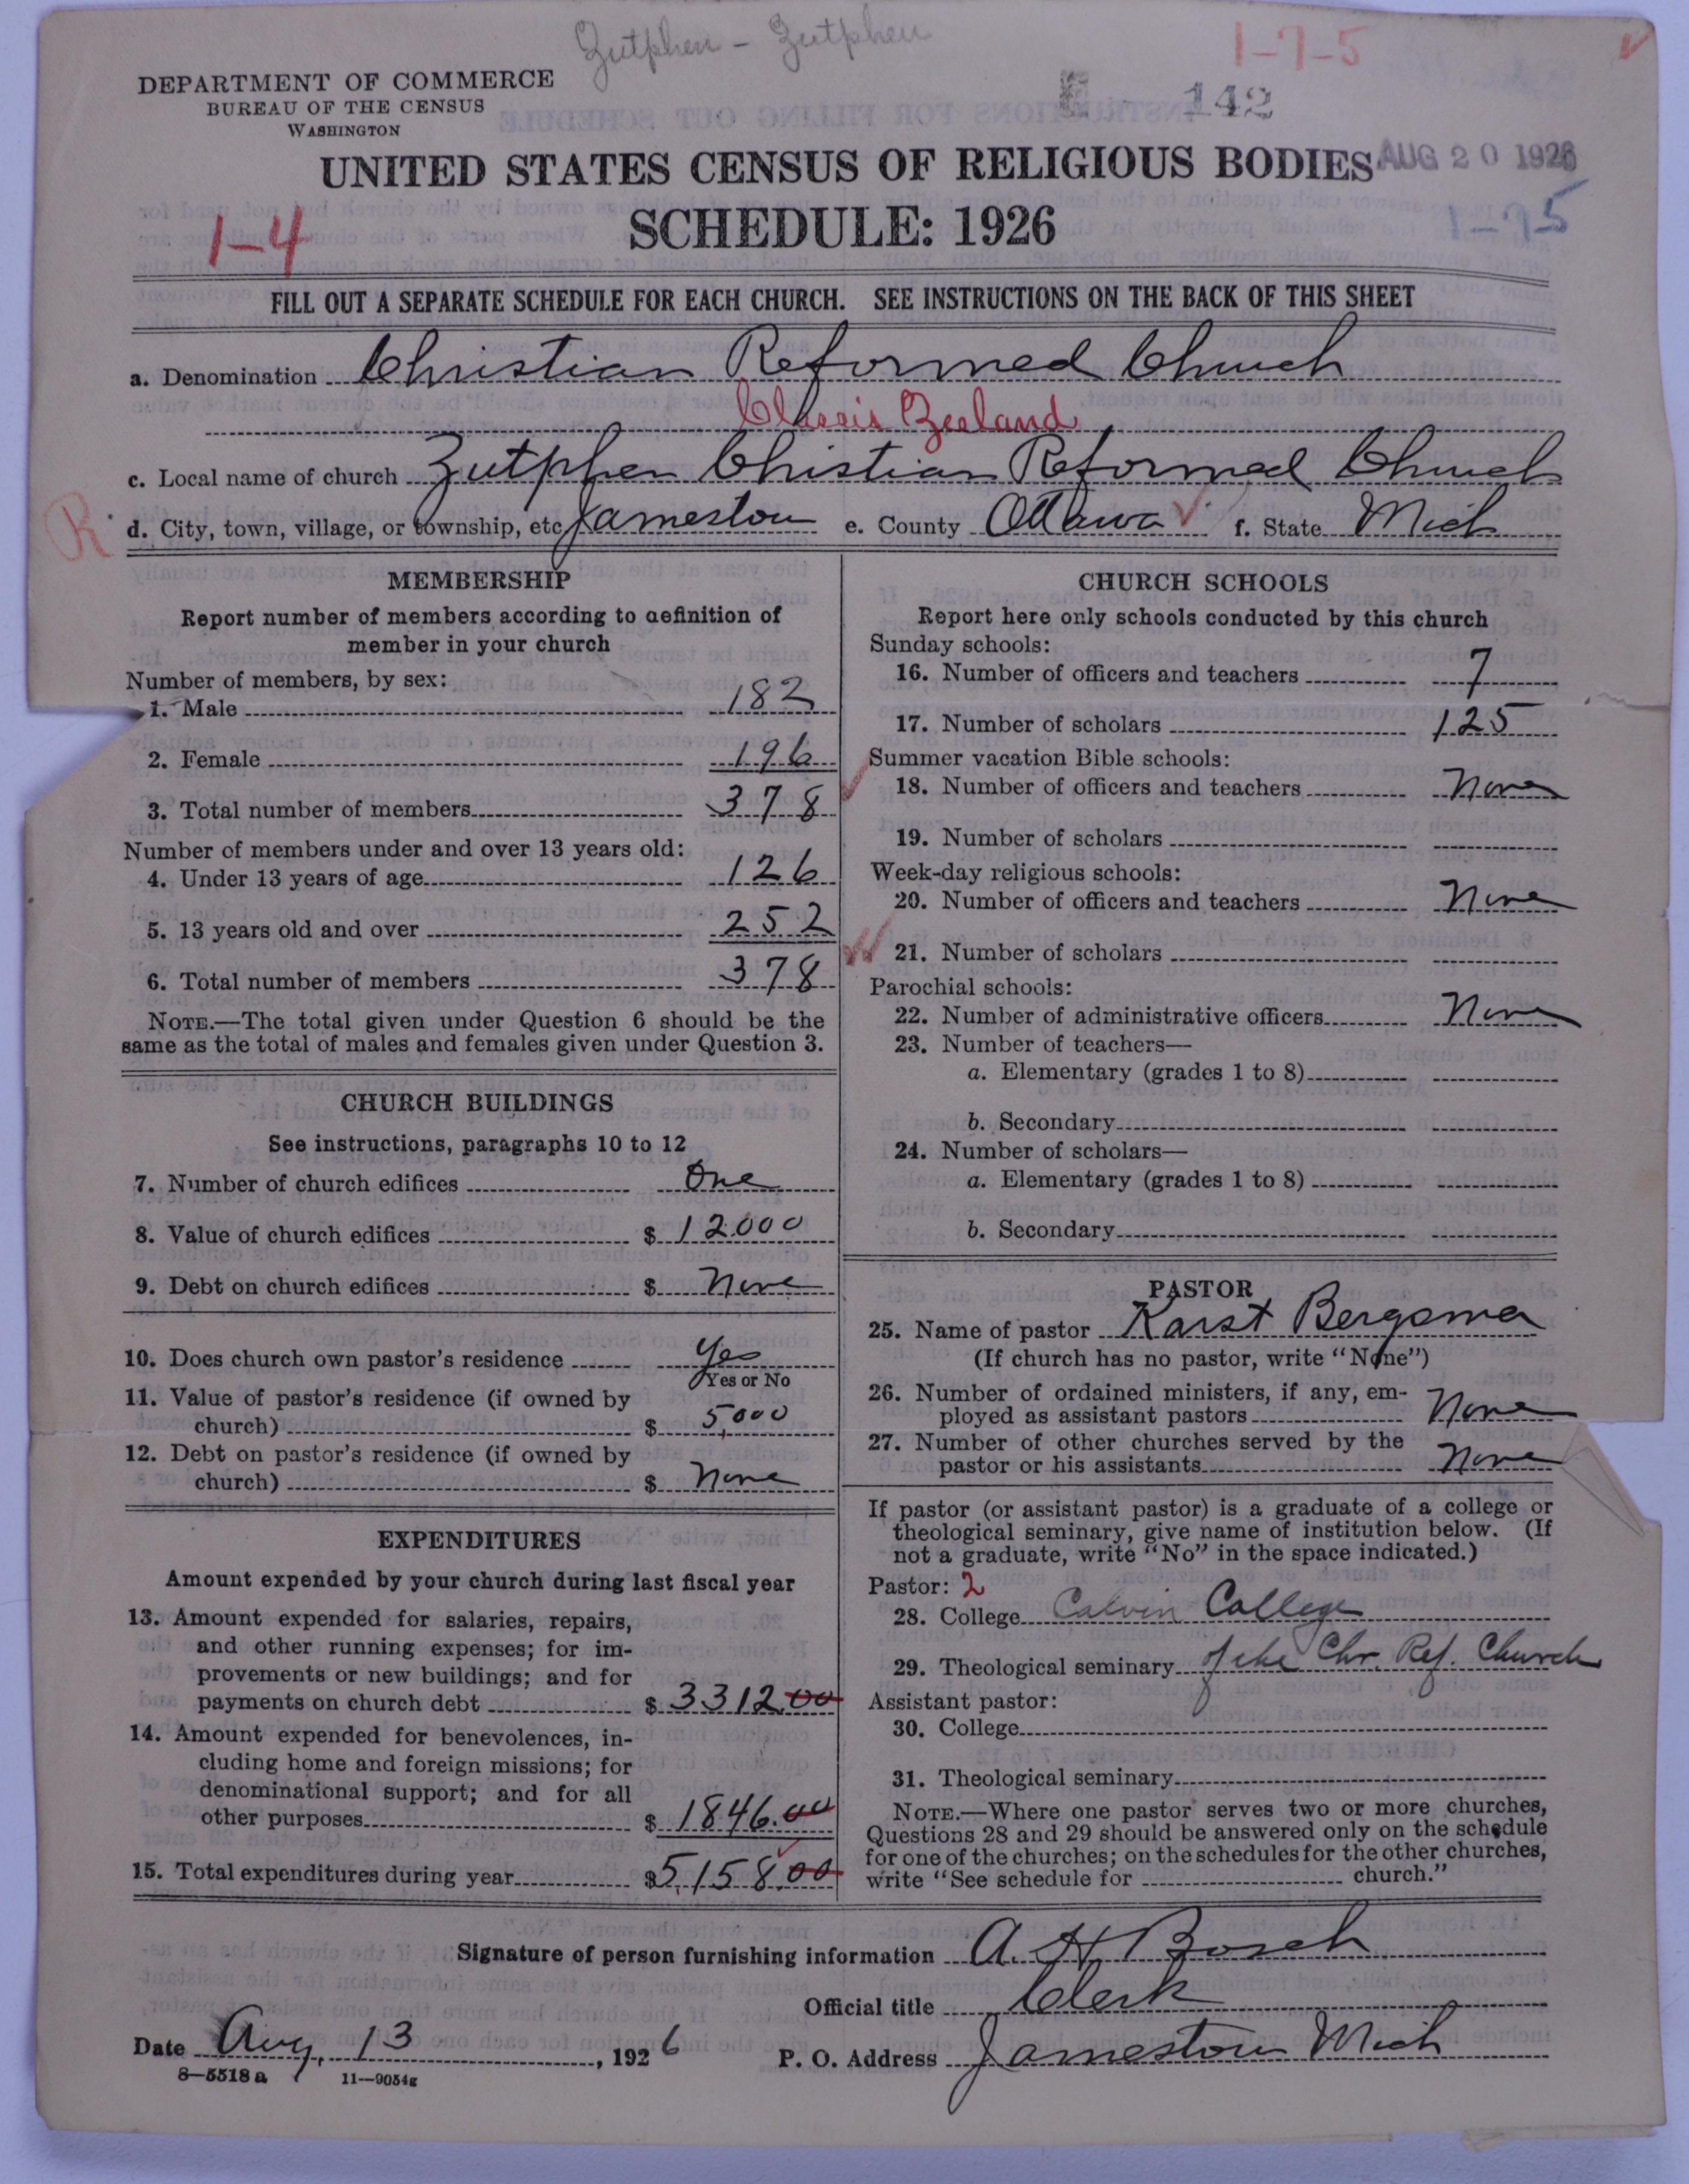 Zutphen - Zutphen
1-7-5
DEPARTMENT OF COMMERCE
BUREAU OF THE CENSUS
WASHINGTON
E 142
UNITED STATES CENSUS OF RELIGIOUS BODIES
AUG 20 1926
SCHEDULE: 1926
1-4
1-75
FILL OUT A SEPARATE SCHEDULE FOR EACH CHURCH. SEE INSTRUCTIONS ON THE BACK OF THIS SHEET
a. Denomination Christian Reformed Church
Classis Zeeland
c. Local name of church Zutphen Christian Reformed Church
R d. City, town, village, or township, etc. Jamestown e. County Ottawa f. State Mich
MEMBERSHIP
Report number of members according to definition of
member in your church
Number of members, by sex:
1. Male 182
2. Female 196
3. Total number of members 378
Number of members under and over 13 years old:
4. Under 13 years of age 126
5. 13 years old and over 252
6. Total number of members 378
NOTE.—The total given under Question 6 should be the
same as the total of males and females given under Question 3.
CHURCH BUILDINGS
See instructions, paragraphs 10 to 12
7. Number of church edifices One
8. Value of church edifices $ 12000
9. Debt on church edifices $ None
10. Does church own pastor's residence Yes
Yes or No
11. Value of pastor's residence (if owned by
church) $ 5,000
12. Debt on pastor's residence (if owned by
church) $ None
EXPENDITURES
Amount expended by your church during last fiscal year
13. Amount expended for salaries, repairs,
and other running expenses; for im-
provements or new buildings; and for
payments on church debt $ 3312.00
14. Amount expended for benevolences, in-
cluding home and foreign missions; for
denominational support; and for all
other purposes $ 1846.00
15. Total expenditures during year $ 5,158.00
CHURCH SCHOOLS
Report here only schools conducted by this church
Sunday schools:
16. Number of officers and teachers 7
17. Number of scholars 125
Summer vacation Bible schools:
18. Number of officers and teachers None
19. Number of scholars
Week-day religious schools:
20. Number of officers and teachers None
21. Number of scholars
Parochial schools:
22. Number of administrative officers None
23. Number of teachers—
a. Elementary (grades 1 to 8)
b. Secondary
24. Number of scholars—
a. Elementary (grades 1 to 8)
b. Secondary
PASTOR
25. Name of pastor Karst Bergsma
(If church has no pastor, write "None")
26. Number of ordained ministers, if any, em-
ployed as assistant pastors None
27. Number of other churches served by the
pastor or his assistants None
If pastor (or assistant pastor) is a graduate of a college or
theological seminary, give name of institution below. (If
not a graduate, write "No" in the space indicated.)
Pastor: 2
28. College Calvin College
29. Theological seminary of the Chr. Ref. Church
Assistant pastor:
30. College
31. Theological seminary
NOTE.—Where one pastor serves two or more churches,
Questions 28 and 29 should be answered only on the schedule
for one of the churches; on the schedules for the other churches,
write "See schedule for church."
Signature of person furnishing information A. H. Bosch
Official title Clerk
Date Aug. 13, 1926 P. O. Address Jamestown Mich
8—5518 a 11—9054g